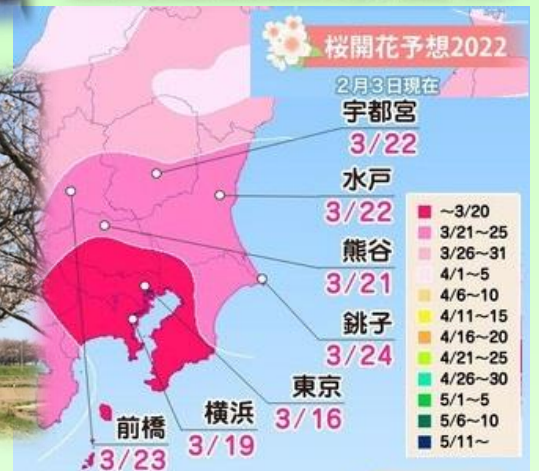 桜開花予想2022
2月3日現在
宇都宮
3/22
水戸
3/22
熊谷
3/21
銚子
3/24
東京
3/16
横浜
3/19
前橋
3/23
～3/20
3/21～25
3/26～31
4/1～5
4/6～10
4/11～15
4/16～20
4/21～25
4/26～30
5/1～5
5/6～10
5/11～